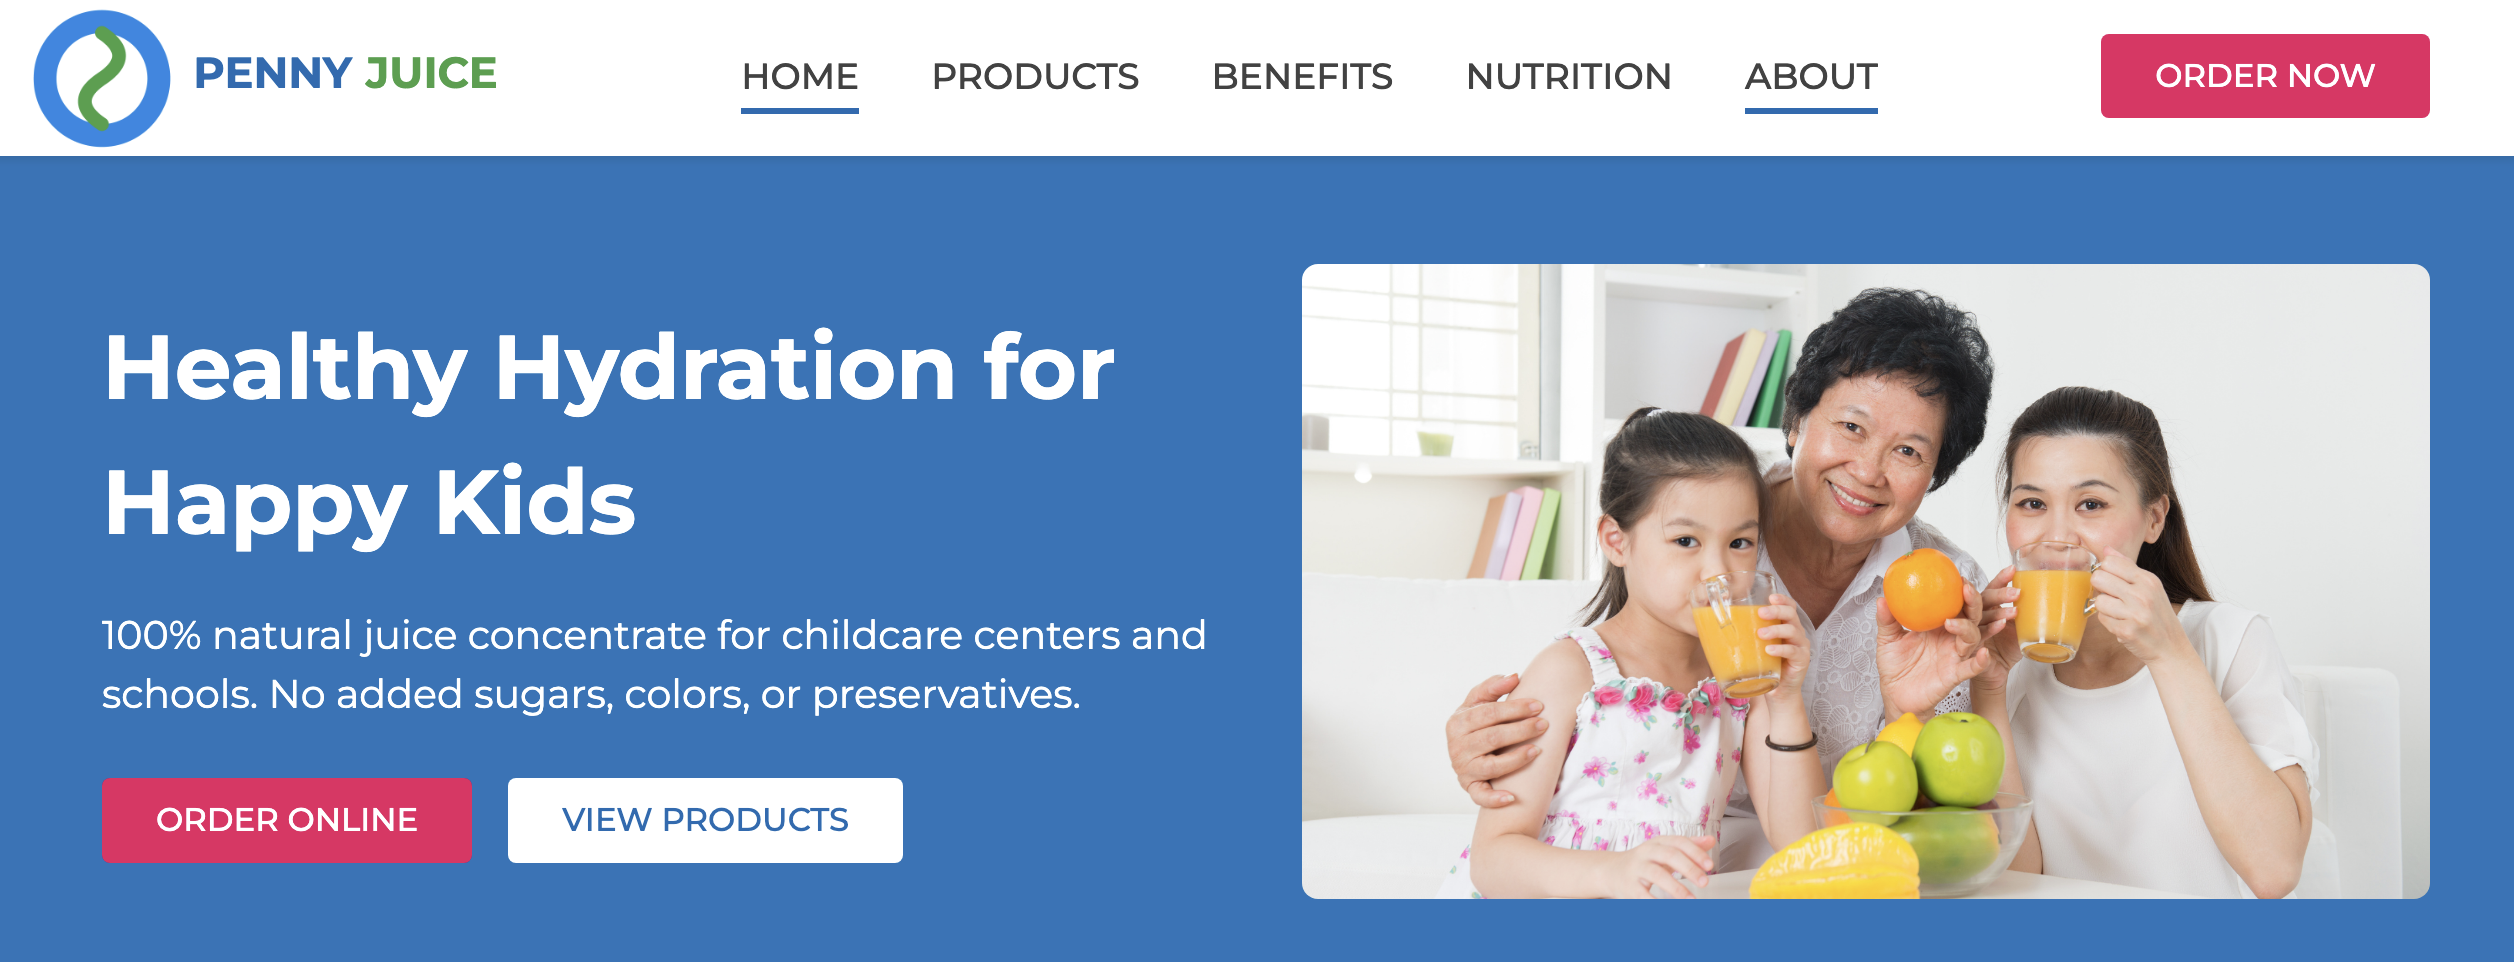 PENNY JUICE
HOME
PRODUCTS
BENEFITS
NUTRITION
ABOUT
ORDER NOW
Healthy Hydration for
Happy Kids
100% natural juice concentrate for childcare centers and
schools. No added sugars, colors, or preservatives.
ORDER ONLINE
VIEW PRODUCTS